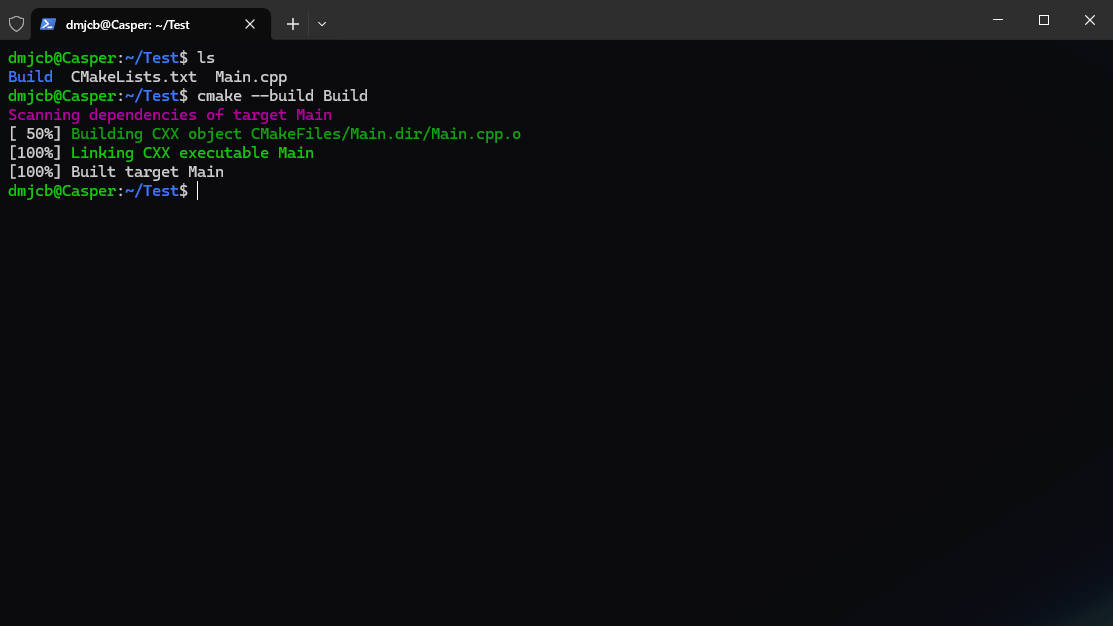 dmjcb@Casper: ~/Test
dmjcb@Casper:~/Test$ ls
Build  CMakeLists.txt  Main.cpp
dmjcb@Casper:~/Test$ cmake --build Build
Scanning dependencies of target Main
[ 50%] Building CXX object CMakeFiles/Main.dir/Main.cpp.o
[100%] Linking CXX executable Main
[100%] Built target Main
dmjcb@Casper:~/Test$